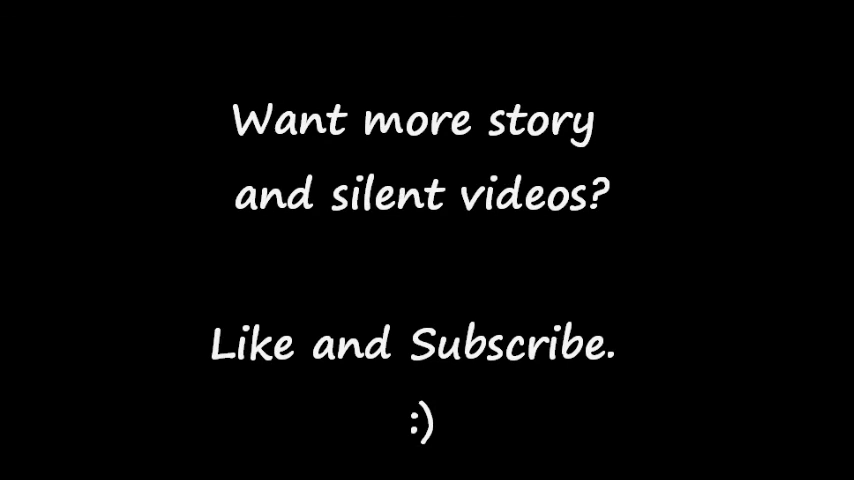 Want more story
and silent videos?
Like and Subscribe.
:)